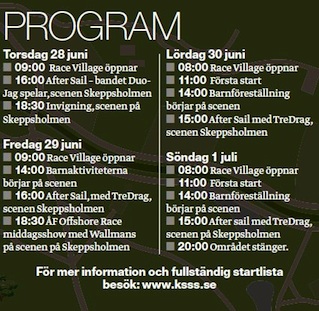 PROGRAM
Torsdag 28 juni
09:00 Race Village öppnar
16:00 After Sail – bandet Duo-
Jag spelar, scenen Skeppsholmen
18:30 Invigning, scenen på
Skeppsholmen
Fredag 29 juni
09:00 Race Village öppnar
14:00 Barnaktiviteterna
börjar på scenen
16:00 After Sail, med TreDrag,
scenen Skeppsholmen
18:30 ÅF Offshore Race
middagsshow med Wallmans
på scenen på Skeppsholmen
Lördag 30 juni
08:00 Race Village öppnar
11:00 Första start
14:00 Barnföreställning
börjar på scenen
15:00 After Sail med TreDrag,
scenen Skeppsholmen
Söndag 1 juli
08:00 Race Village öppnar
11:00 Första start
14:00 Barnföreställning
börjar på scenen
15:00 After sail med TreDrag,
scenen Skeppsholmen
20:00 Området stänger.
För mer information och fullständig startlista
besök: www.ksss.se